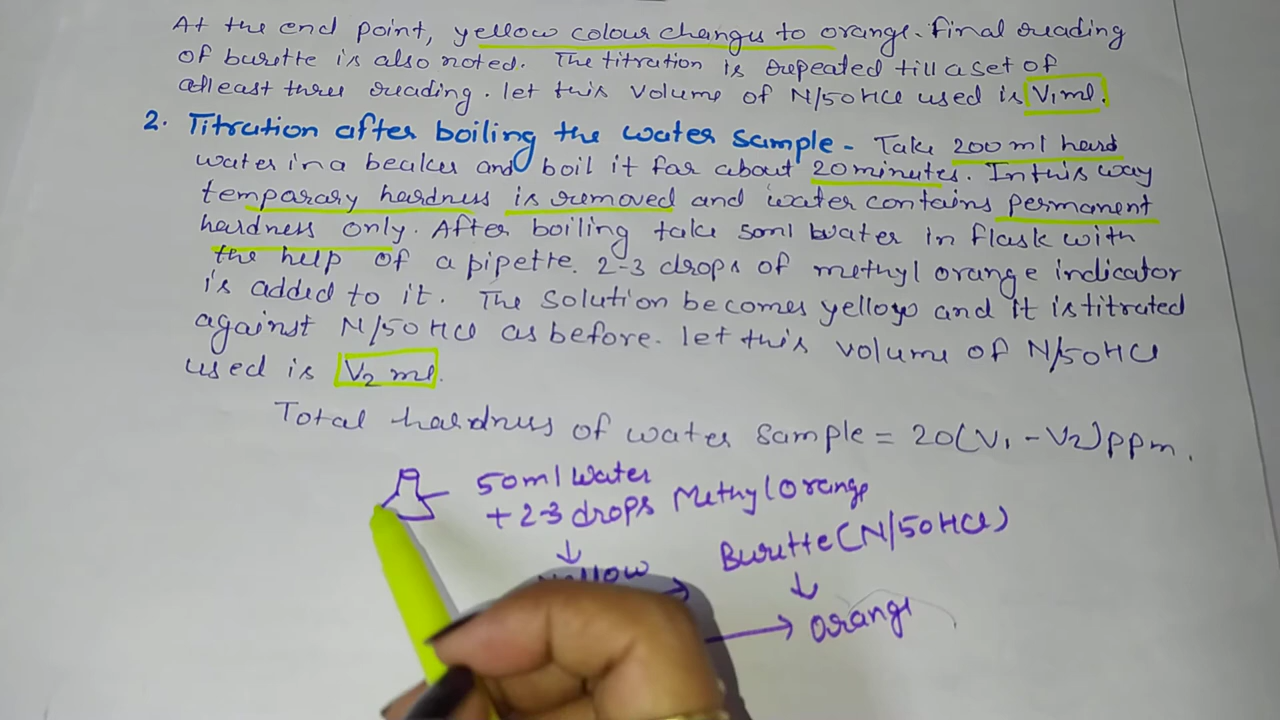 At the end point, yellow colour changes to orange. Final reading
of burette is also noted. The titration is repeated till a set of
atleast three reading. let this volume of N/50 HCl used is V1 ml.
2. Titration after boiling the water sample - Take 200 ml hard
water in a beaker and boil it for about 20 minutes. In this way
temparary hardness is removed and water contains permanent
hardness only. After boiling take 50ml water in flask with
the help of a pipette. 2-3 drops of methyl orange indicator
is added to it. The solution becomes yellow and it is titrated
against N/50 HCl as before. let this volume of N/50 HCl
used is V2 ml.
Total hardness of water sample = 20(V1 - V2) ppm.
50ml water
+ 2-3 drops Methyl Orange
↓ Burette (N/50 HCl)
yellow → ↓
→ orange